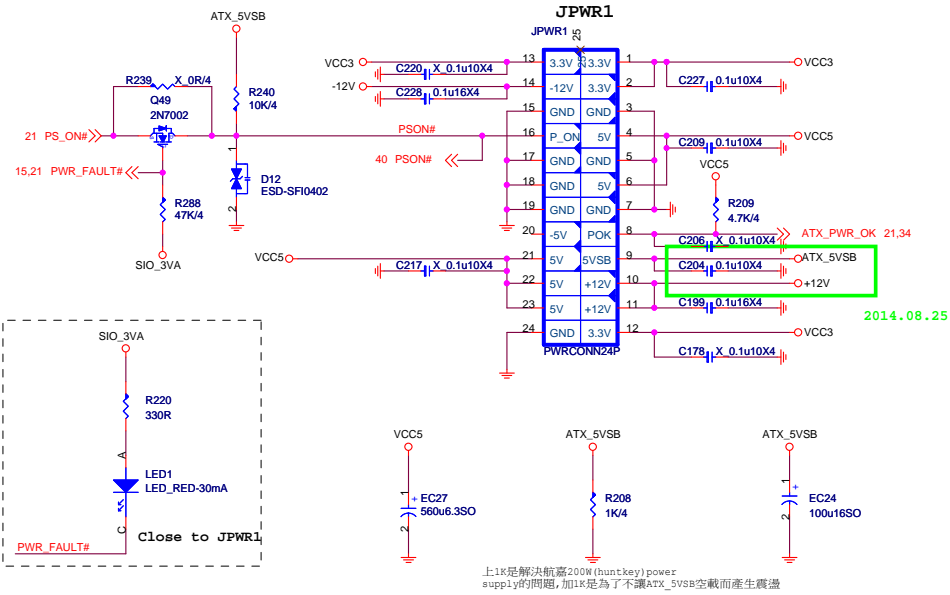 JPWR1
ATX_5VSB
JPWR1
25
25X
VCC3
C220 X_0.1u10X4
13 3.3V 3.3V 1
VCC3
R239 X_0R/4
-12V
C228 0.1u16X4
14 -12V 3.3V 2
C227 0.1u10X4
Q49
2N7002
R240
10K/4
15 GND GND 3
21 PS_ON#
PSON#
16 P_ON 5V 4
VCC5
1
C209 0.1u10X4
40 PSON#
17 GND GND 5
VCC5
15,21 PWR_FAULT#
D12
ESD-SFI0402
18 GND 5V 6
R288
47K/4
2
19 GND GND 7
R209
4.7K/4
20 -5V POK 8
ATX_PWR_OK 21,34
C206 X_0.1u10X4
SIO_3VA
VCC5
21 5V 5VSB 9
ATX_5VSB
C217 X_0.1u10X4
C204 0.1u10X4
22 5V +12V 10
+12V
23 5V +12V 11
C199 0.1u16X4
2014.08.25
24 GND 3.3V 12
VCC3
PWRCONN24P
C178 X_0.1u10X4
SIO_3VA
R220
330R
A
LED1
LED_RED-30mA
C
Close to JPWR1
PWR_FAULT#
VCC5
1
+
EC27
560u6.3SO
2
ATX_5VSB
R208
1K/4
ATX_5VSB
1
+
EC24
100u16SO
2
上1K是解決航嘉200W(huntkey)power
supply的問題,加1K是為了不讓ATX_5VSB空載而產生震盪